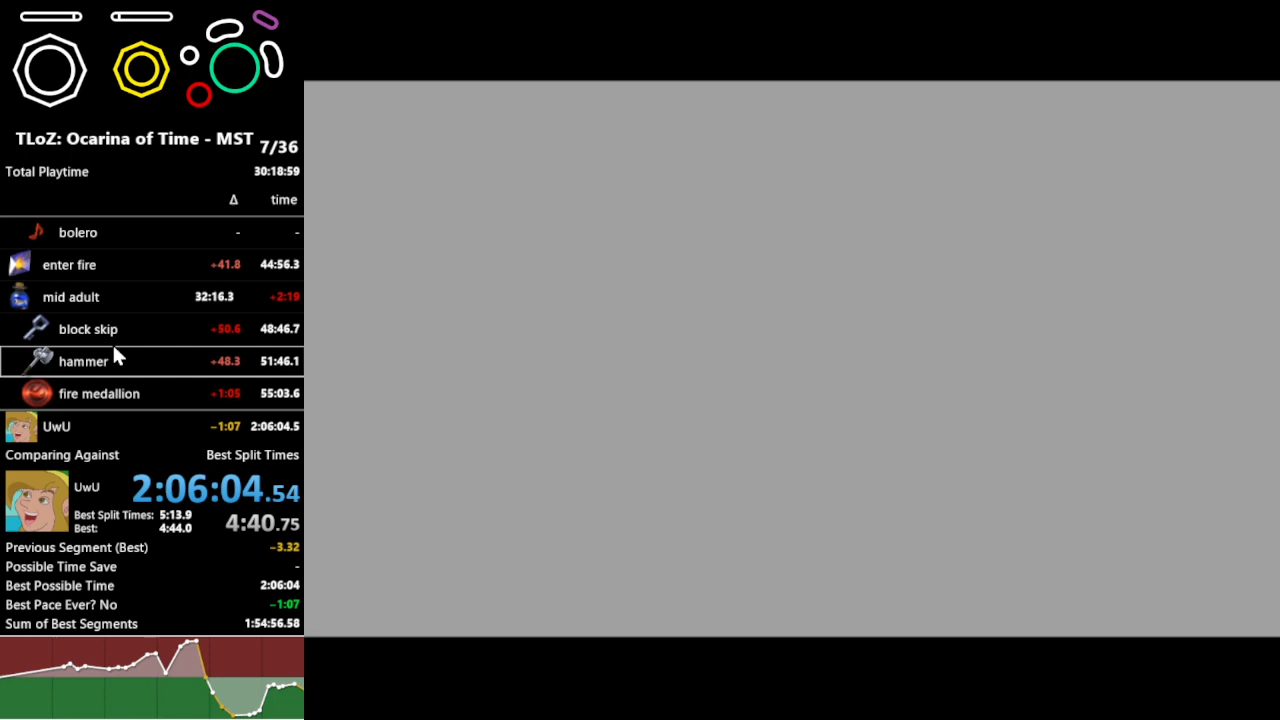 TLoZ: Ocarina of Time - MST 7/36
Total Playtime 30:18:59
Δ time
bolero - -
enter fire +41.8 44:56.3
mid adult 32:16.3 +2:19
block skip +50.6 48:46.7
hammer +48.3 51:46.1
fire medallion +1:05 55:03.6
UwU −1:07 2:06:04.5
Comparing Against Best Split Times
UwU 2:06:04.54
Best Split Times: 5:13.9
Best: 4:44.0 4:40.75
Previous Segment (Best) −3.32
Possible Time Save -
Best Possible Time 2:06:04
Best Pace Ever? No −1:07
Sum of Best Segments 1:54:56.58